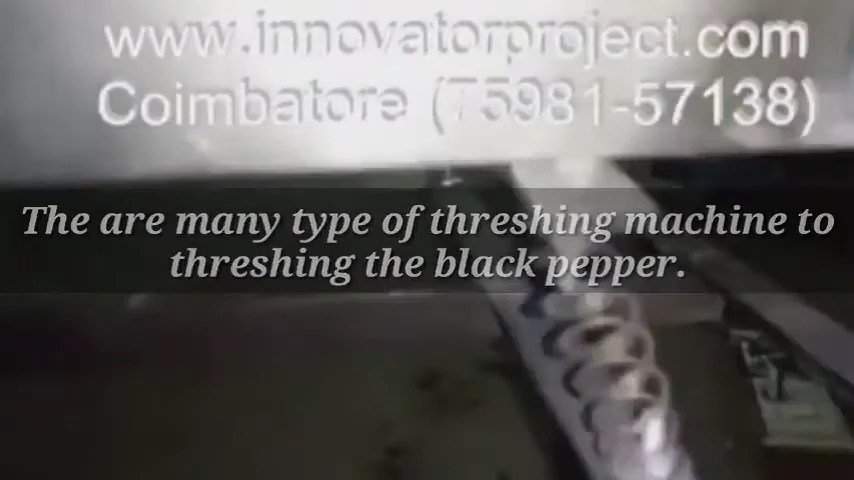 www.innovatorproject.com
Coimbatore (75981-57138)
The are many type of threshing machine to
threshing the black pepper.